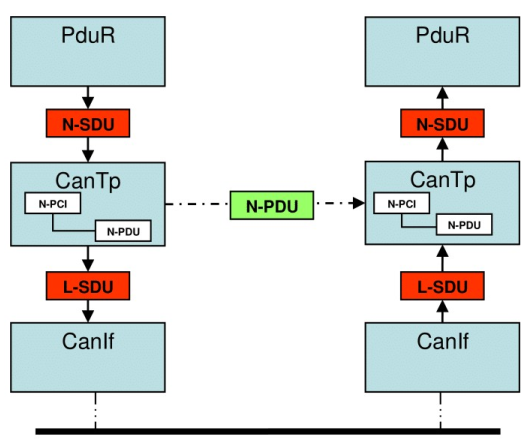 PduR
PduR
N-SDU
N-SDU
CanTp
CanTp
N-PCI
N-PDU
N-PDU
N-PCI
N-PDU
L-SDU
L-SDU
CanIf
CanIf